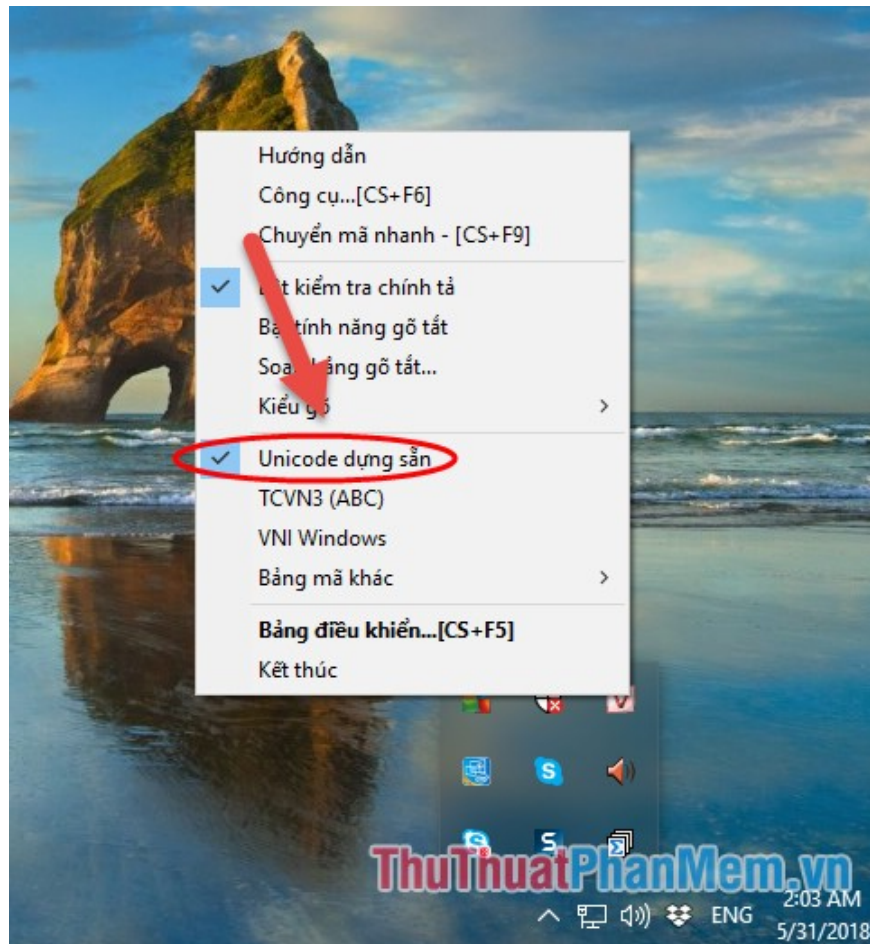 Hướng dẫn
Công cụ...[CS+F6]
Chuyển mã nhanh - [CS+F9]
kiểm tra chính tả
tính năng gõ tắt
gõ tắt...
Kiểu gõ
Unicode dựng sẵn
TCVN3 (ABC)
VNI Windows
Bảng mã khác
Bảng điều khiển...[CS+F5]
Kết thúc
ThuThuatPhanMem.vn
ENG
2:03 AM
5/31/2018